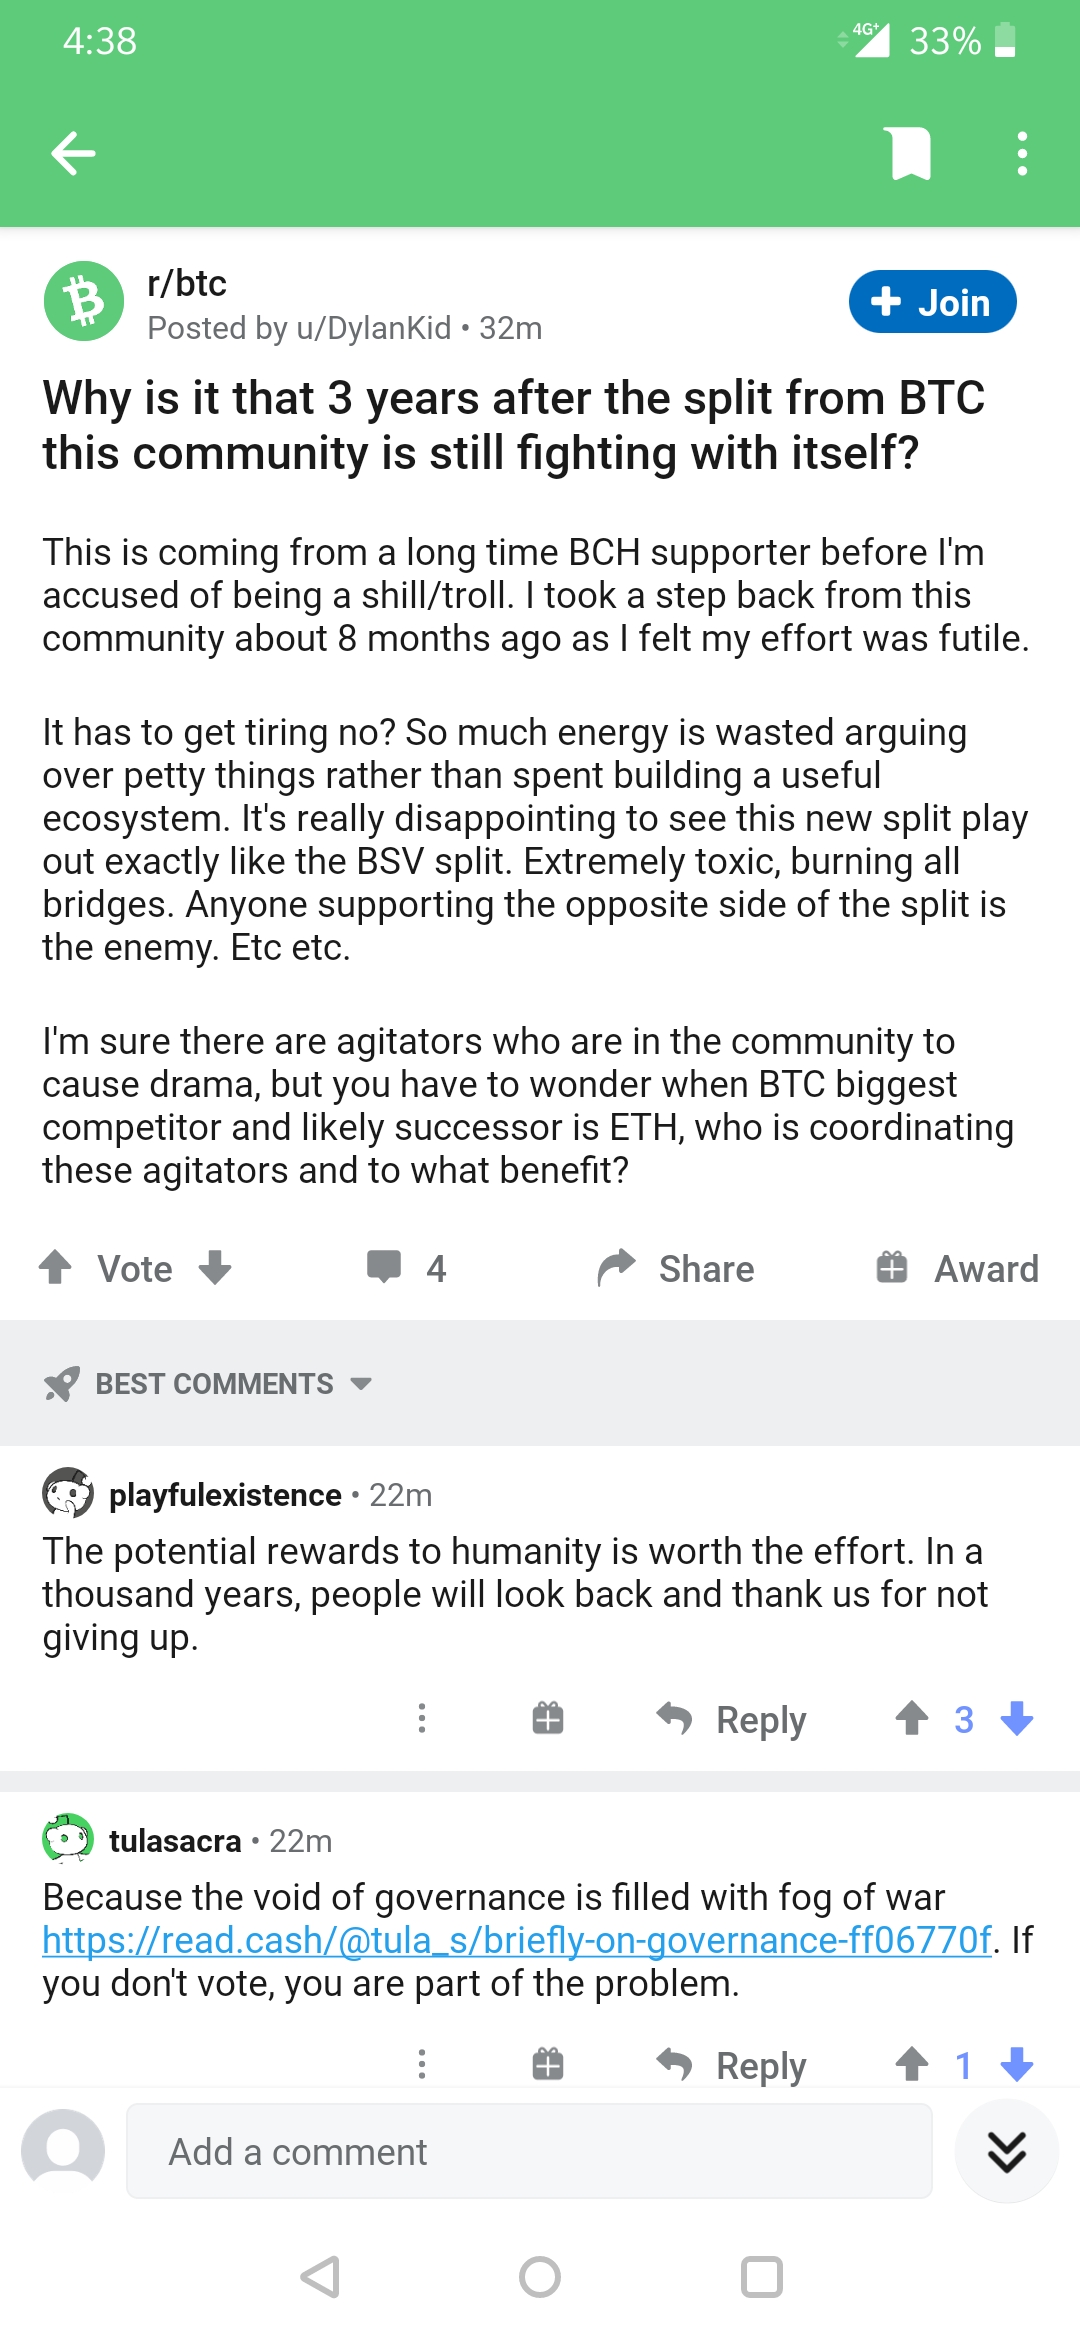 4:38
4G+ 33%
r/btc
Posted by u/DylanKid • 32m
Join
Why is it that 3 years after the split from BTC
this community is still fighting with itself?
This is coming from a long time BCH supporter before I'm
accused of being a shill/troll. I took a step back from this
community about 8 months ago as I felt my effort was futile.
It has to get tiring no? So much energy is wasted arguing
over petty things rather than spent building a useful
ecosystem. It's really disappointing to see this new split play
out exactly like the BSV split. Extremely toxic, burning all
bridges. Anyone supporting the opposite side of the split is
the enemy. Etc etc.
I'm sure there are agitators who are in the community to
cause drama, but you have to wonder when BTC biggest
competitor and likely successor is ETH, who is coordinating
these agitators and to what benefit?
Vote 4 Share Award
BEST COMMENTS
playfulexistence • 22m
The potential rewards to humanity is worth the effort. In a
thousand years, people will look back and thank us for not
giving up.
Reply 3
tulasacra • 22m
Because the void of governance is filled with fog of war
https://read.cash/@tula_s/briefly-on-governance-ff06770f. If
you don't vote, you are part of the problem.
Reply 1
Add a comment